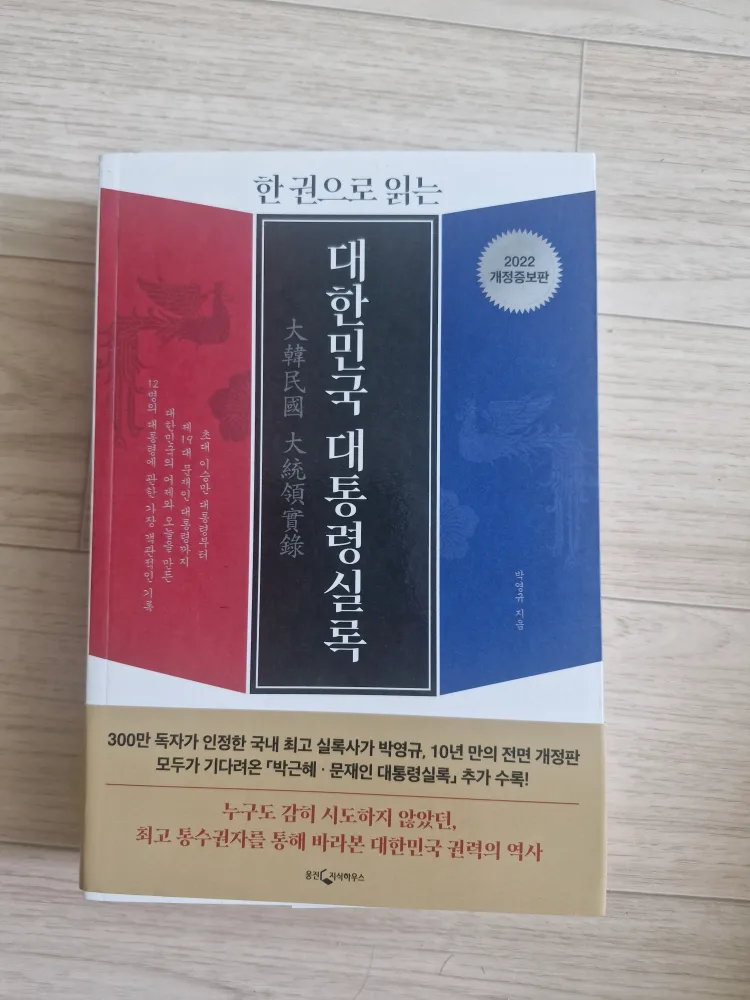 한 권으로 읽는
대한민국 대통령실록
大韓民國 大統領實錄
2022
개정증보판
초대 이승만 대통령부터
제19대 문재인 대통령까지
대한민국의 어제와 오늘을 만든
12명의 대통령에 관한 가장 객관적인 기록
박영규 지음
300만 독자가 인정한 국내 최고 실록사가 박영규, 10년 만의 전면 개정판
모두가 기다려온 「박근혜 · 문재인 대통령실록」 추가 수록!
누구도 감히 시도하지 않았던,
최고 통수권자를 통해 바라본 대한민국 권력의 역사
웅진 지식하우스